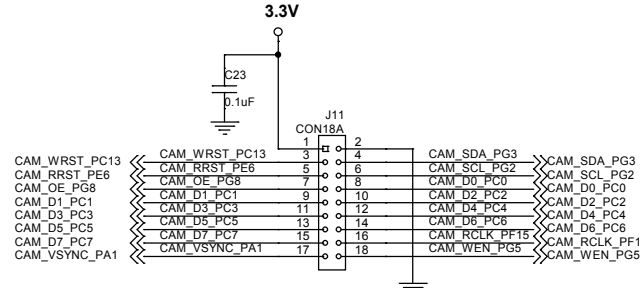 3.3V
C23
0.1uF
J11
CON18A
1 2
CAM_WRST_PC13 CAM_WRST_PC13 3 4 CAM_SDA_PG3 CAM_SDA_PG3
CAM_RRST_PE6 CAM_RRST_PE6 5 6 CAM_SCL_PG2 CAM_SCL_PG2
CAM_OE_PG8 CAM_OE_PG8 7 8 CAM_D0_PC0 CAM_D0_PC0
CAM_D1_PC1 CAM_D1_PC1 9 10 CAM_D2_PC2 CAM_D2_PC2
CAM_D3_PC3 CAM_D3_PC3 11 12 CAM_D4_PC4 CAM_D4_PC4
CAM_D5_PC5 CAM_D5_PC5 13 14 CAM_D6_PC6 CAM_D6_PC6
CAM_D7_PC7 CAM_D7_PC7 15 16 CAM_RCLK_PF15 CAM_RCLK_PF1
CAM_VSYNC_PA1 CAM_VSYNC_PA1 17 18 CAM_WEN_PG5 CAM_WEN_PG5